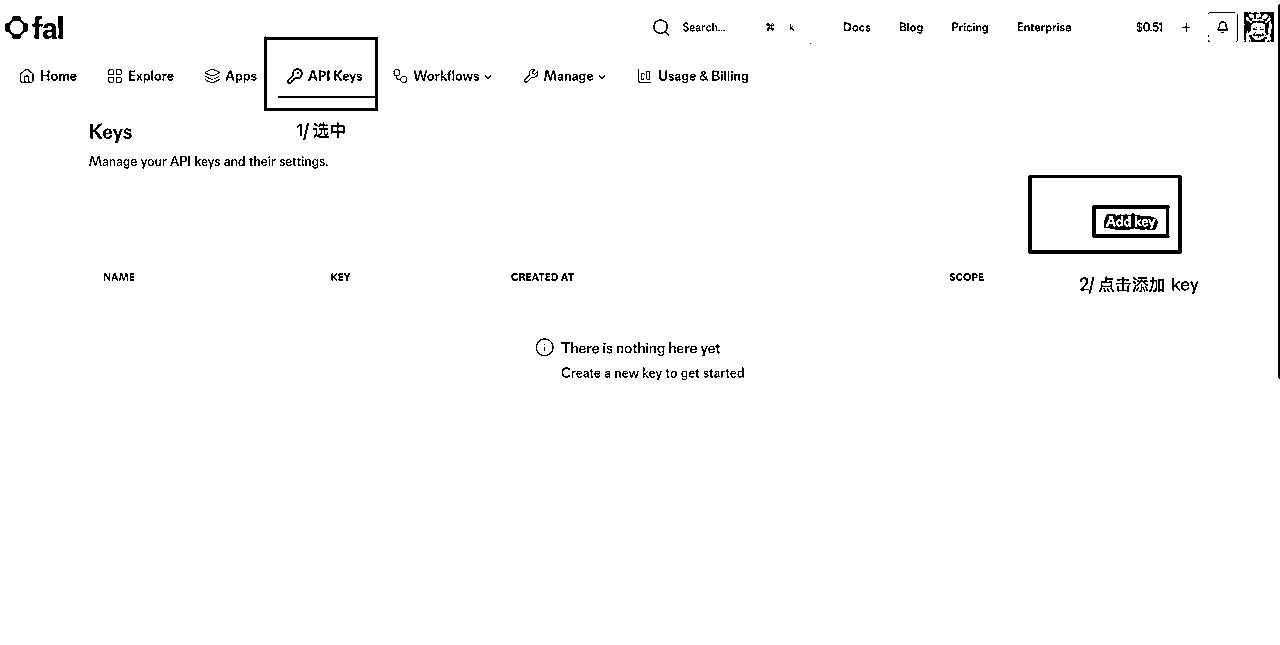 fal
Search... ⌘ k Docs Blog Pricing Enterprise $0.51 +
Home Explore Apps API Keys Workflows Manage Usage & Billing
Keys
1/ 选中
Manage your API keys and their settings.
Add key
NAME KEY CREATED AT SCOPE
2/ 点击添加 key
There is nothing here yet
Create a new key to get started